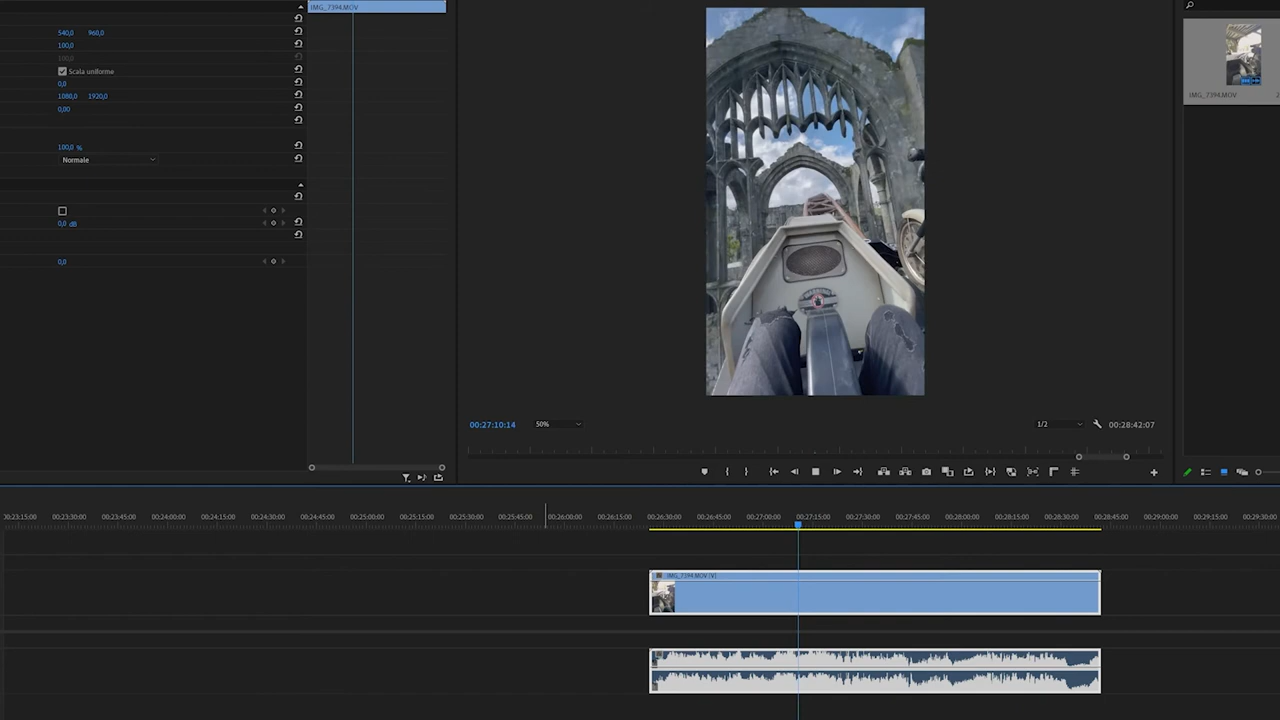 IMG_7394.MOV
540,0 960,0
100,0
100,0
Scala uniforme
0,0
1080,0 1920,0
0,00
100,0 %
Normale
0,0 dB
0,0
00:27:10:14 50% 1/2 00:28:42:07
IMG_7394.MOV
00:23:15:00 00:23:30:00 00:23:45:00 00:24:00:00 00:24:15:00 00:24:30:00 00:24:45:00 00:25:00:00 00:25:15:00 00:25:30:00 00:25:45:00 00:26:00:00 00:26:15:00 00:26:30:00 00:26:45:00 00:27:00:00 00:27:15:00 00:27:30:00 00:27:45:00 00:28:00:00 00:28:15:00 00:28:30:00 00:28:45:00 00:29:00:00 00:29:15:00 00:29:30:00
IMG_7394.MOV [V]